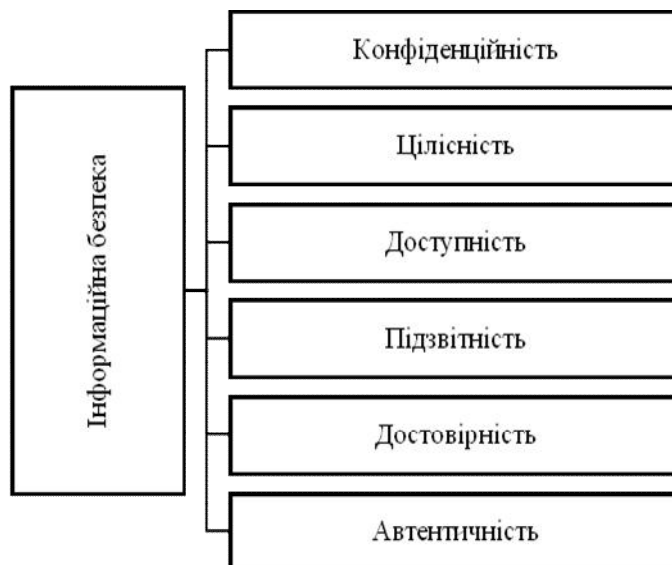 Інформаційна безпека
Конфіденційність
Цілісність
Доступність
Підзвітність
Достовірність
Автентичність